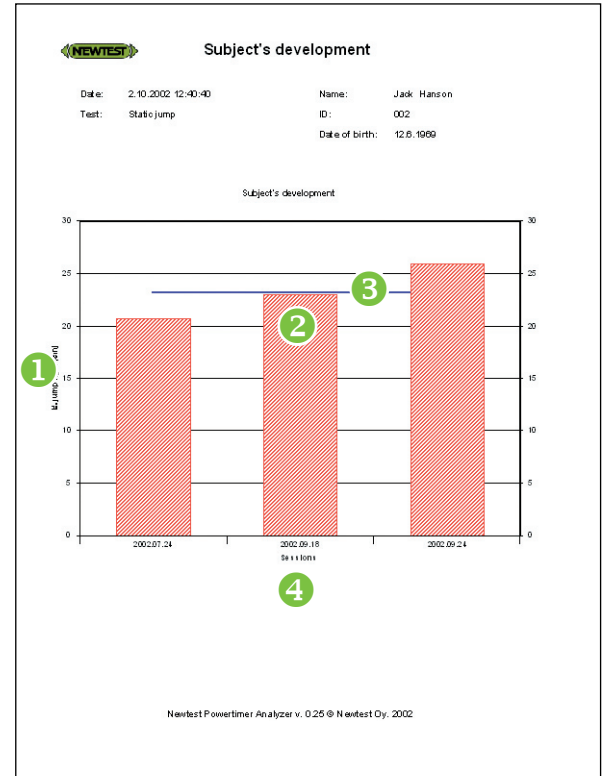 NEWTEST
Subject's development
Date: 2.10.2002 12:40:40
Name: Jack Hanson
Test: Static jump
ID: 002
Date of birth: 12.6.1969
Subject's development
30 30
25 25
3
2
20 20
1
15 15
10 10
5 5
0 0
2002.07.24 2002.09.18 2002.09.24
Sessions
4
Newtest Powertimer Analyzer v. 0.25 © Newtest Oy. 2002